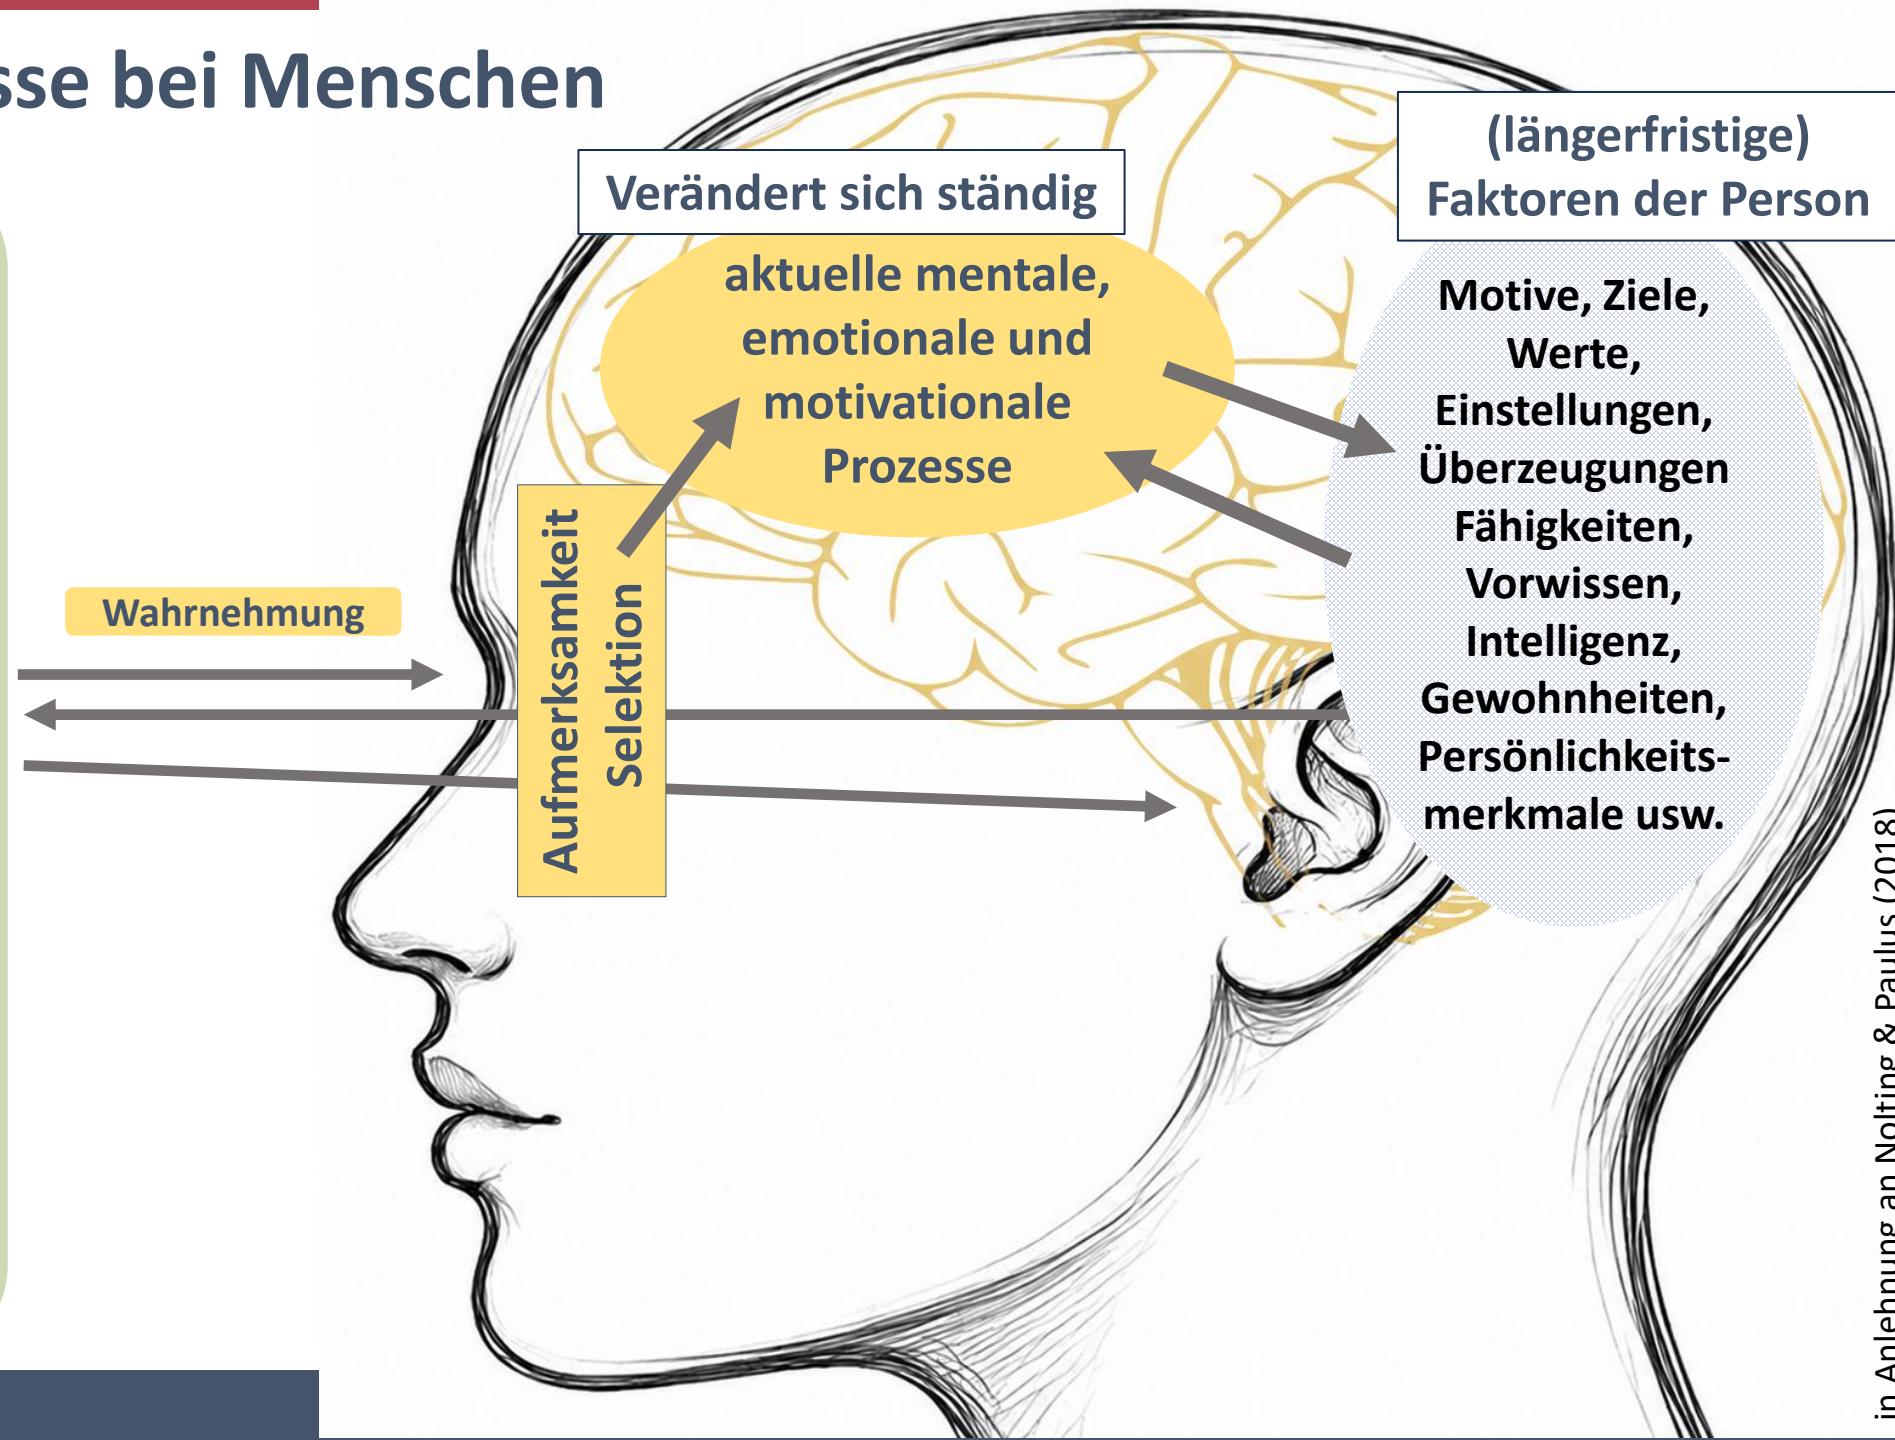 sse bei Menschen
Verändert sich ständig
aktuelle mentale,
emotionale und
motivationale
Prozesse
(längerfristige)
Faktoren der Person
Motive, Ziele,
Werte,
Einstellungen,
Überzeugungen
Fähigkeiten,
Vorwissen,
Intelligenz,
Gewohnheiten,
Persönlichkeits-
merkmale usw.
Wahrnehmung
Aufmerksamkeit
Selektion
in Anlehnung an Nolting & Paulus (2018)